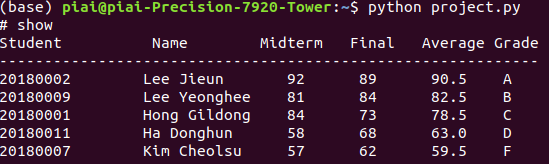 (base) piai@piai-Precision-7920-Tower:~$ python project.py
# show
Student Name Midterm Final Average Grade
----------------------------------------------------------------
20180002 Lee Jieun 92 89 90.5 A
20180009 Lee Yeonghee 81 84 82.5 B
20180001 Hong Gildong 84 73 78.5 C
20180011 Ha Donghun 58 68 63.0 D
20180007 Kim Cheolsu 57 62 59.5 F